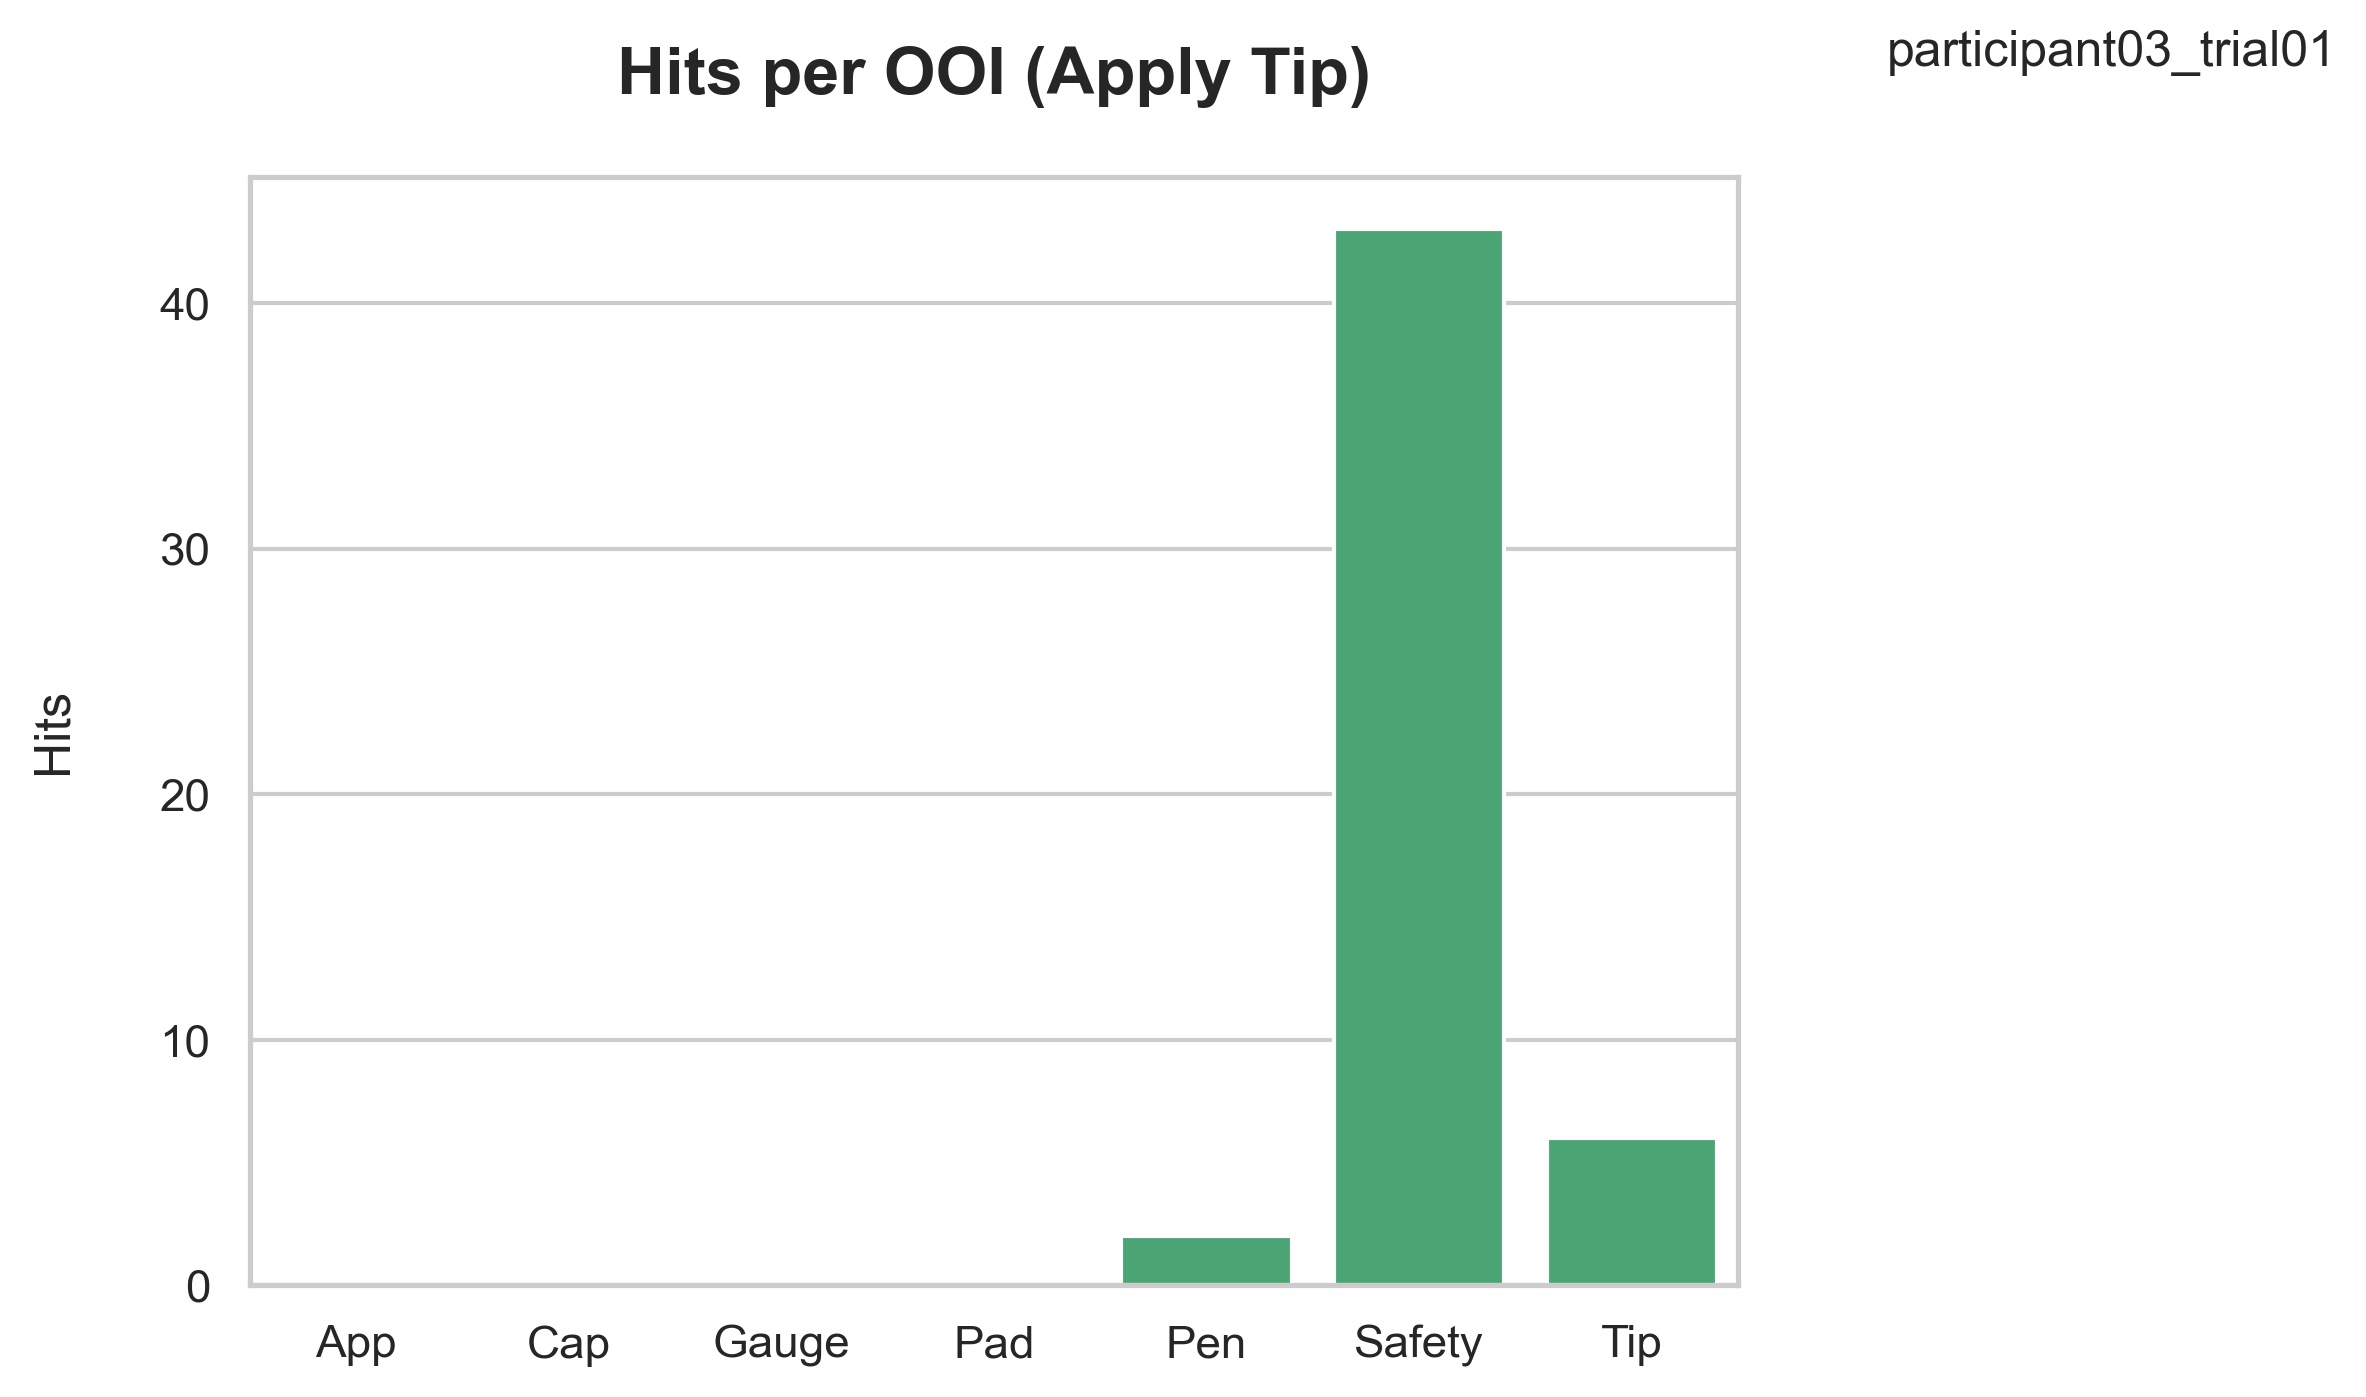 participant03_trial01
Hits per OOI (Apply Tip)
Hits
40
30
20
10
0
App Cap Gauge Pad Pen Safety Tip